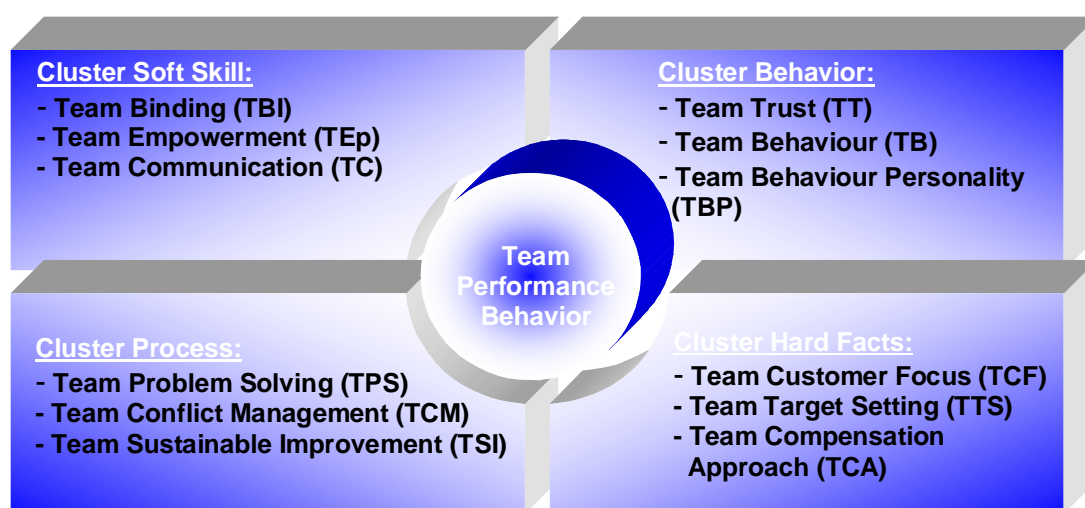 Cluster Soft Skill:
- Team Binding (TBI)
- Team Empowerment (TEp)
- Team Communication (TC)
Cluster Behavior:
- Team Trust (TT)
- Team Behaviour (TB)
- Team Behaviour Personality
(TBP)
Team
Performance
Behavior
Cluster Process:
- Team Problem Solving (TPS)
- Team Conflict Management (TCM)
- Team Sustainable Improvement (TSI)
Cluster Hard Facts:
- Team Customer Focus (TCF)
- Team Target Setting (TTS)
- Team Compensation
Approach (TCA)